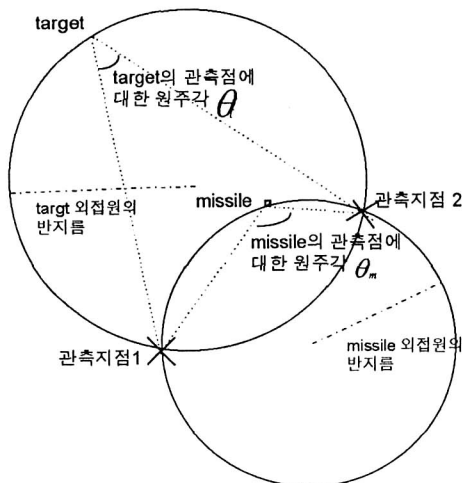 target
target의 관측점에
대한 원주각 θ
targt 외접원의
반지름
missile
관측지점 2
missile의 관측점에
대한 원주각 θm
관측지점1
missile 외접원의
반지름